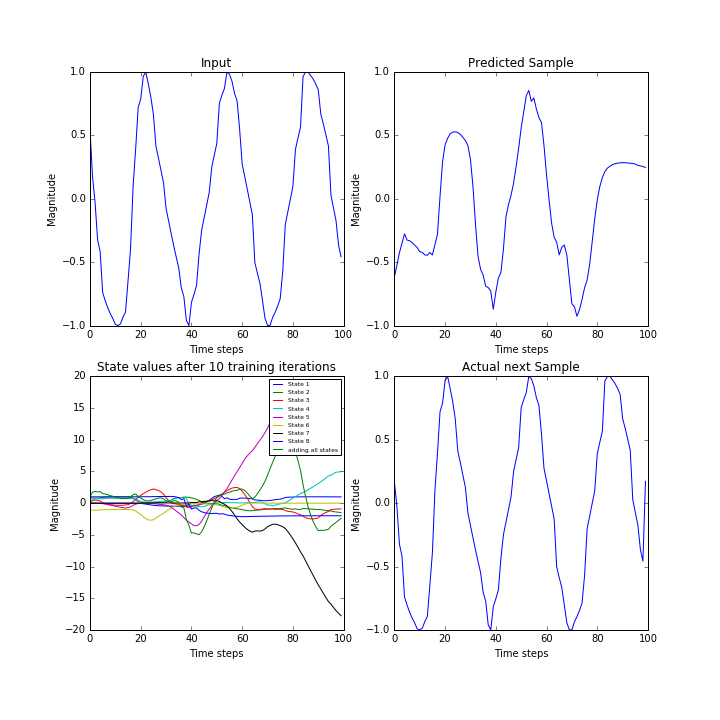 Input
1.0
0.5
0.0
−0.5
−1.0
0
20
40
60
80
100
Magnitude
Time steps
Predicted Sample
1.0
0.5
0.0
−0.5
−1.0
0
20
40
60
80
100
Magnitude
Time steps
State values after 10 training iterations
20
15
10
5
0
−5
−10
−15
−20
0
20
40
60
80
100
Magnitude
Time steps
State 1
State 2
State 3
State 4
State 5
State 6
State 7
State 8
adding all states
Actual next Sample
1.0
0.5
0.0
−0.5
−1.0
0
20
40
60
80
100
Magnitude
Time steps